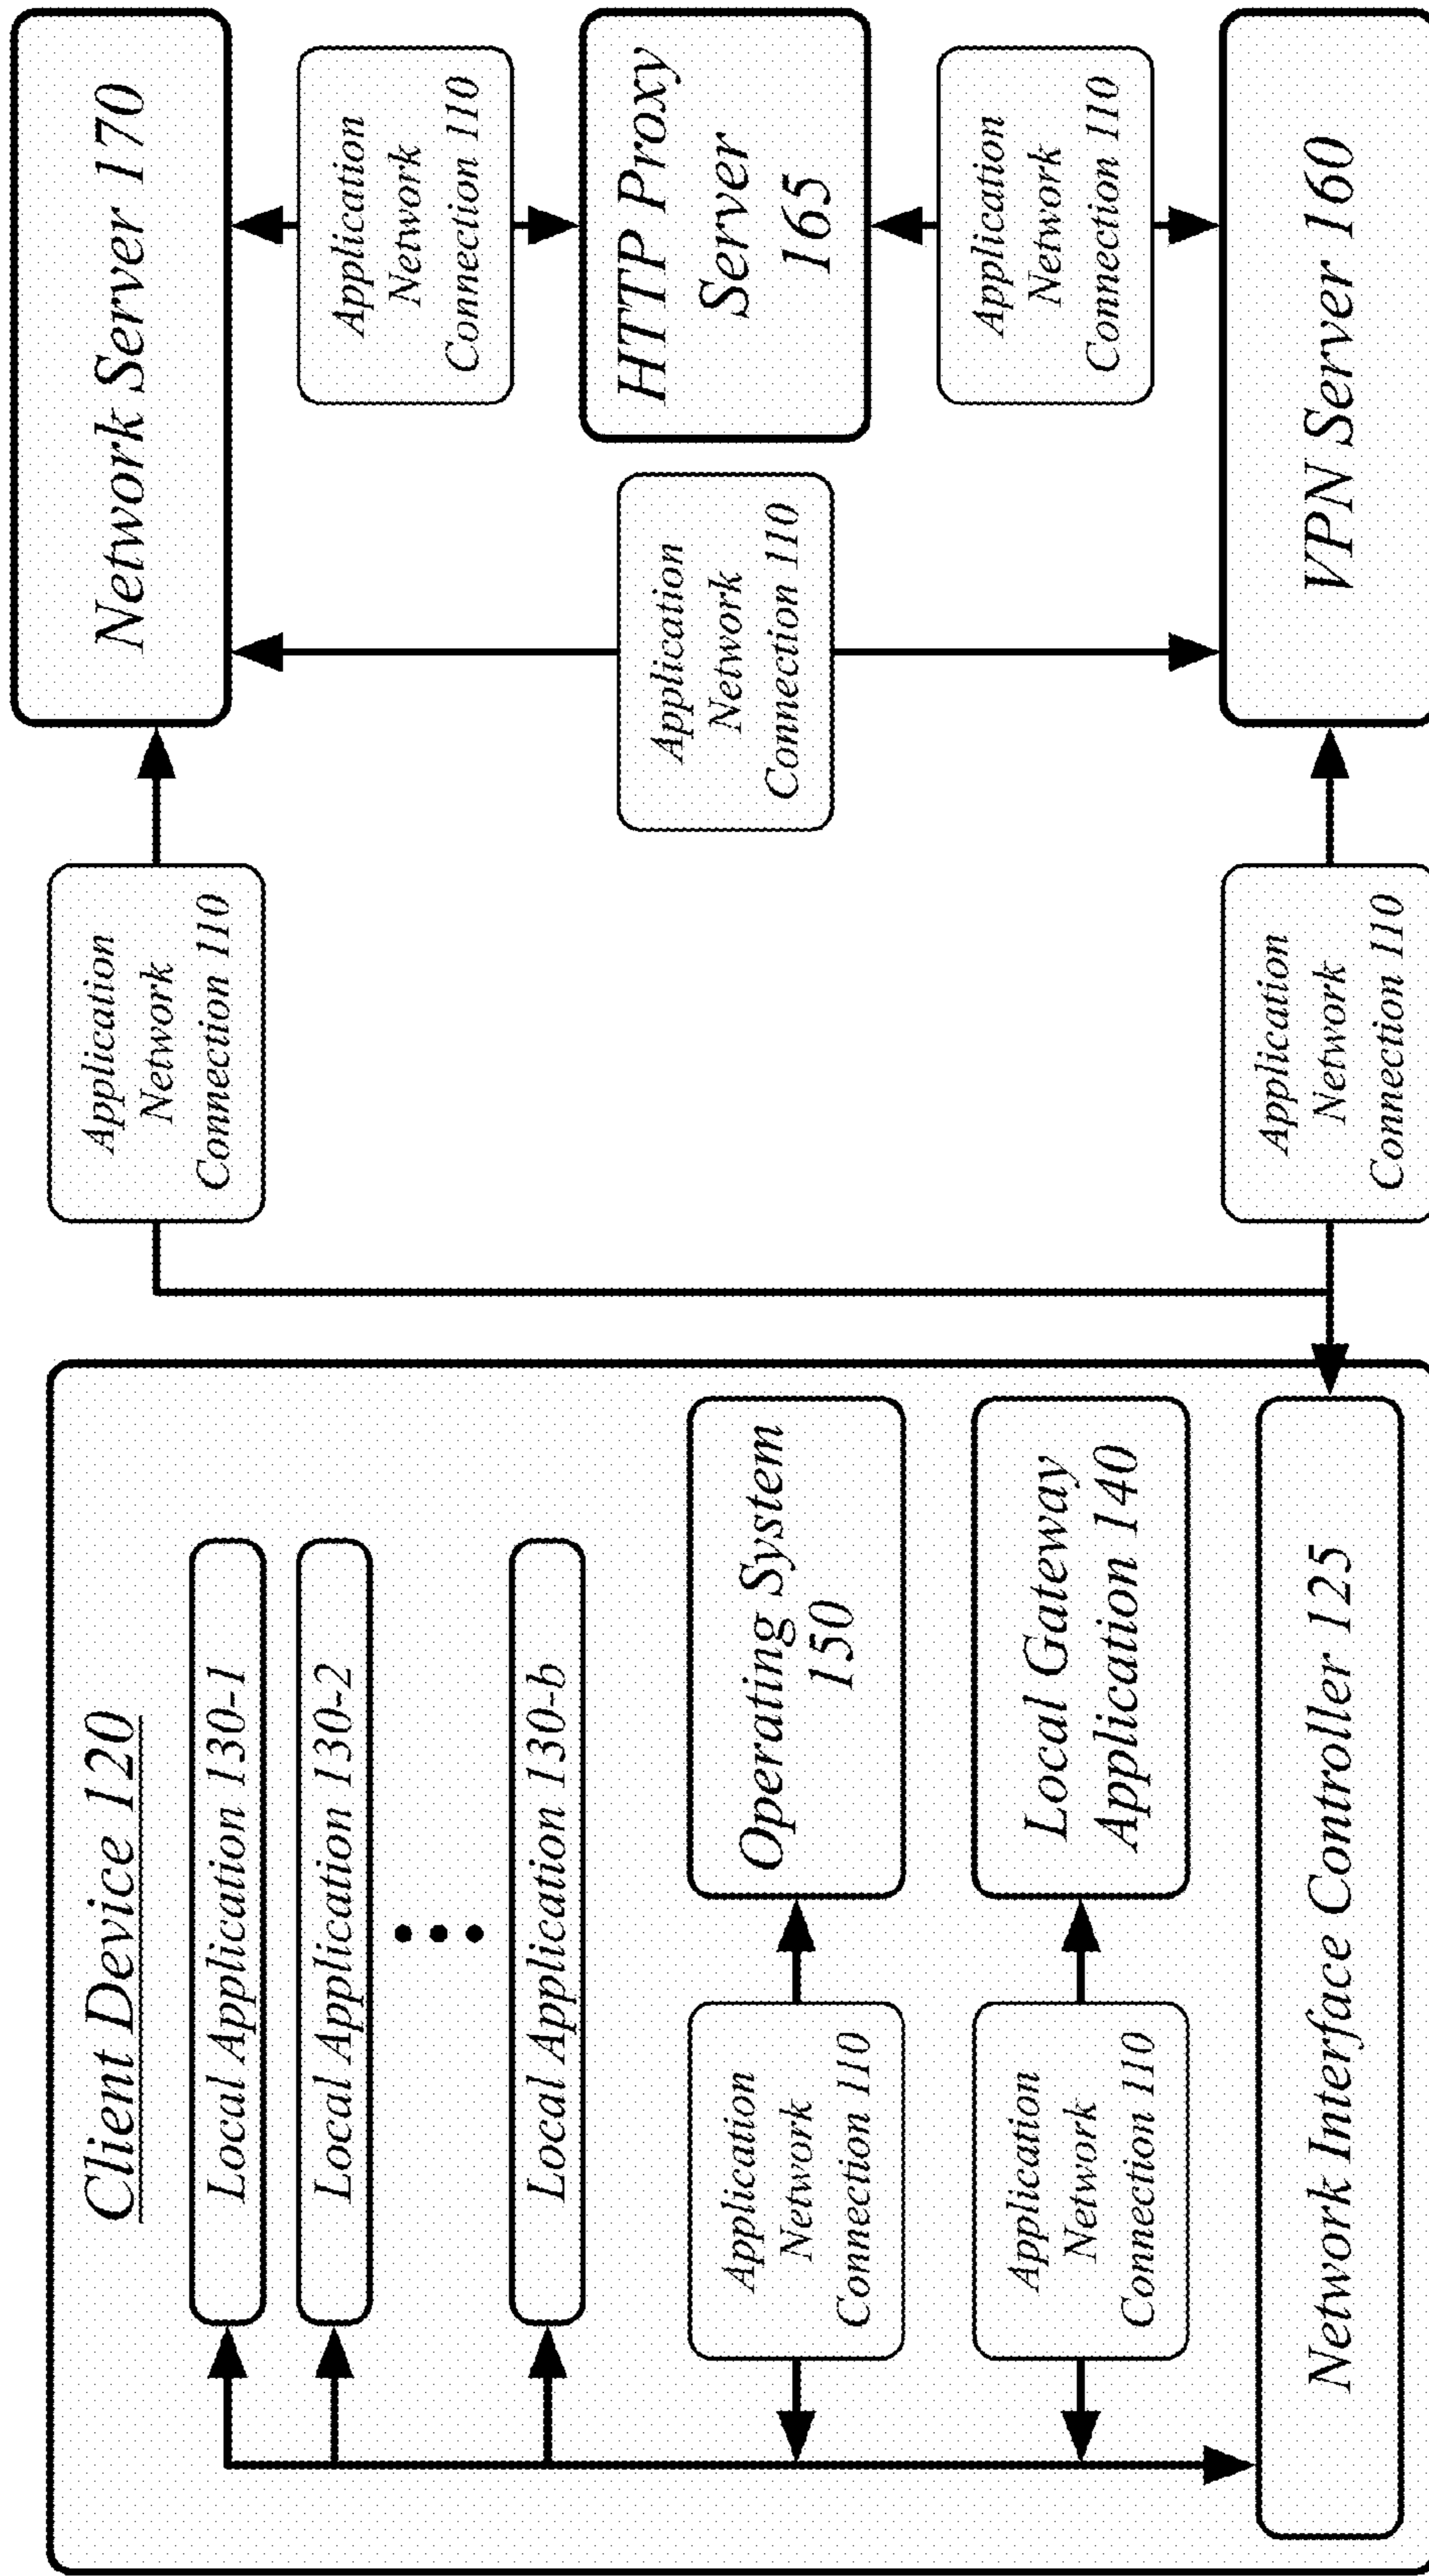 Client Device 120
Local Application 130-1
Local Application 130-2
Local Application 130-b
Application
Network
Connection 110
Operating System
150
Application
Network
Connection 110
Local Gateway
Application 140
Network Interface Controller 125
Application
Network
Connection 110
Network Server 170
Application
Network
Connection 110
Application
Network
Connection 110
HTTP Proxy
Server
165
Application
Network
Connection 110
Application
Network
Connection 110
VPN Server 160